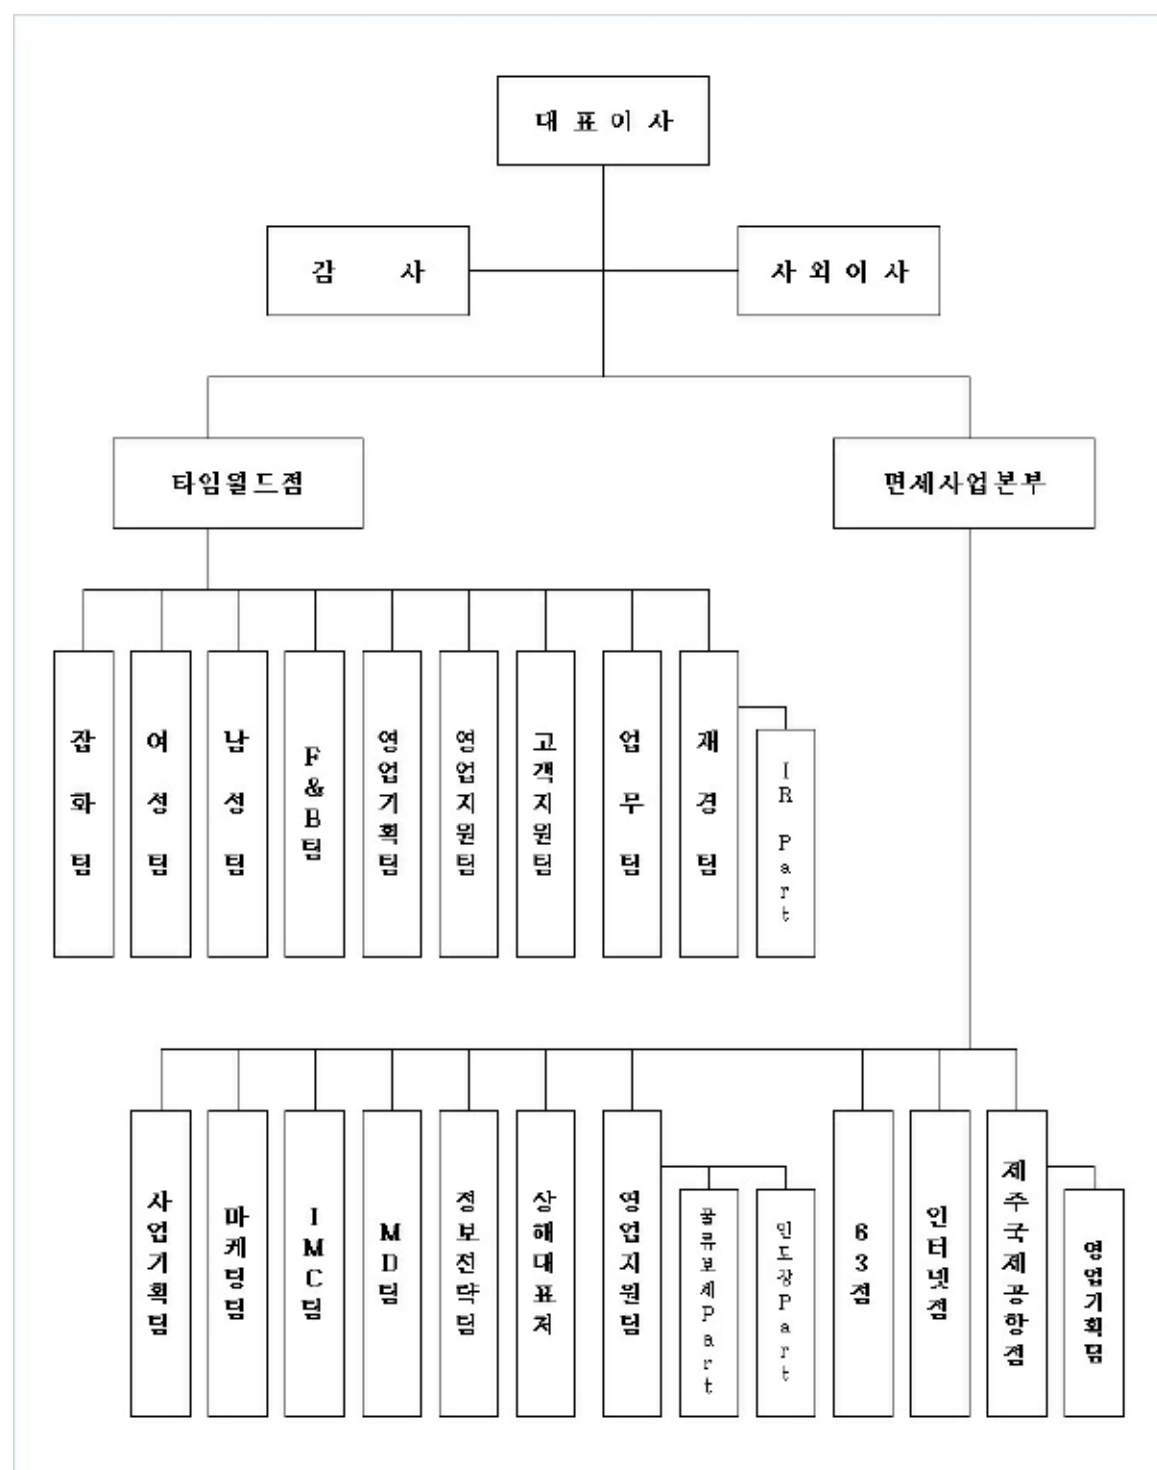 대 표 이 사
감 사
사 외 이 사
타임월드점
면세사업본부
잡화팀
여성팀
남성팀
F&B팀
영업기획팀
영업지원팀
고객지원팀
업무팀
재경팀
IR Part
사업기획팀
마케팅팀
IMC팀
MD팀
정보전략팀
상해대표처
영업지원팀
물류보세Part
인도장Part
63점
인터넷점
제주국제공항점
영업기획팀